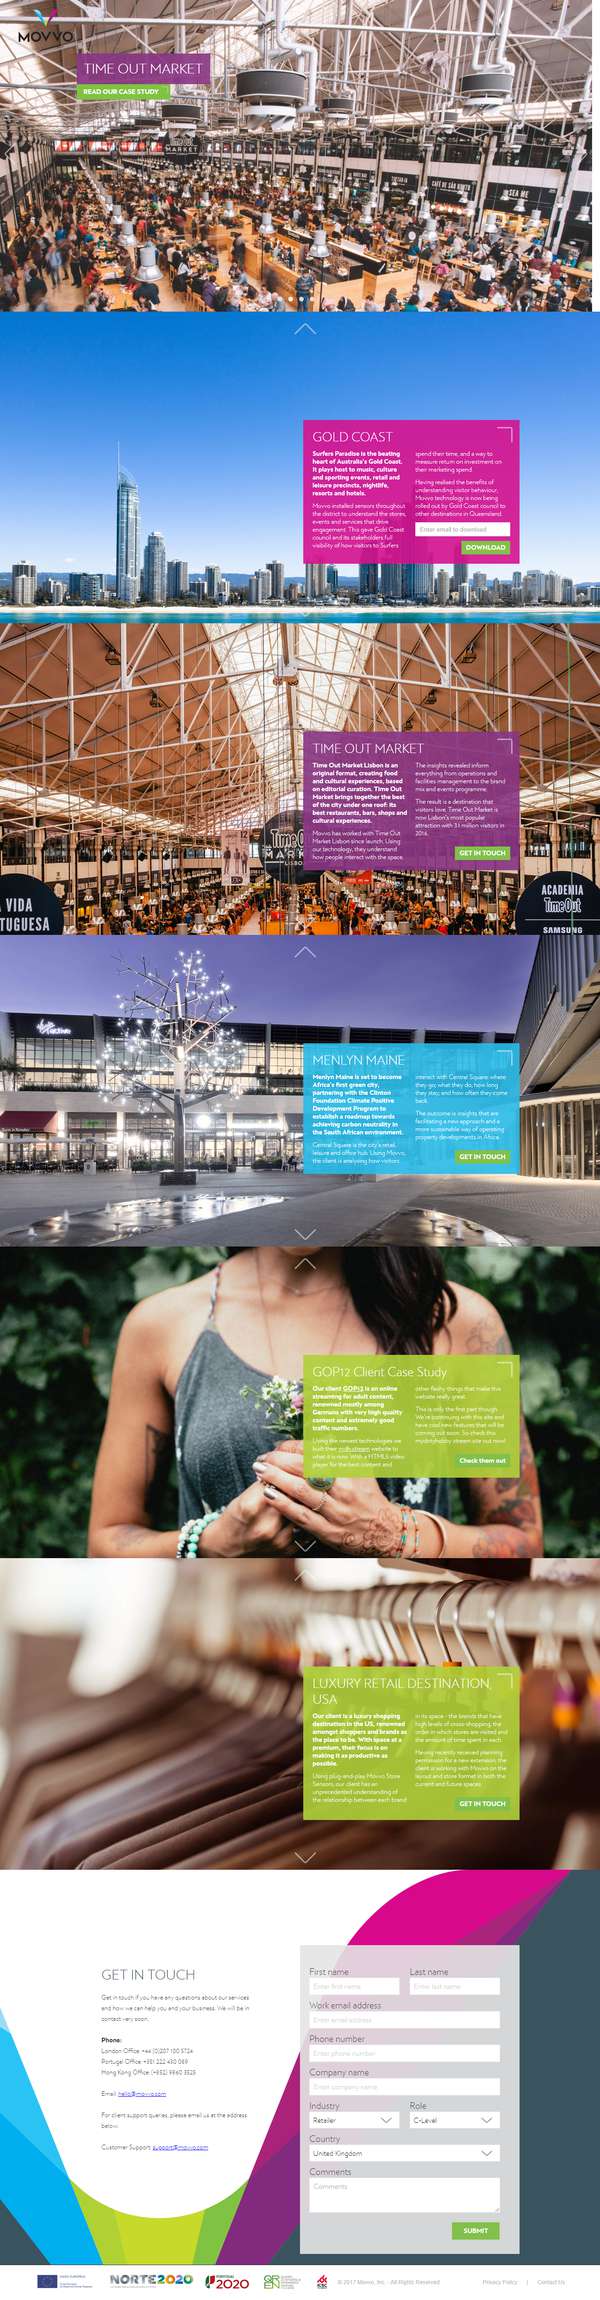 MOVVO
TIME OUT MARKET
READ OUR CASE STUDY
TimeOut
MARKET
CAFÉ DE SÃO BENTO
SEA ME
GOLD COAST
Surfers Paradise is the beating
heart of Australia's Gold Coast.
It plays host to music, culture
and sporting events, retail and
leisure precincts, nightlife,
resorts and hotels.
Movvo installed sensors throughout
the district to understand the stores,
events and services that drive
engagement. This gave Gold Coast
council and its stakeholders full
visibility of how visitors to Surfers
spend their time, and a way to
measure return on investment on
their marketing spend.
Having realised the benefits of
understanding visitor behaviour,
Movvo technology is now being
rolled out by Gold Coast council to
other destinations in Queensland.
Enter email to download
DOWNLOAD
TIME OUT MARKET
Time Out Market Lisbon is an
original format, creating food
and cultural experiences, based
on editorial curation. Time Out
Market brings together the best
of the city under one roof: its
best restaurants, bars, shops and
cultural experiences.
Movvo has worked with Time Out
Market Lisbon since launch. Using
our technology, they understand
how people interact with the space.
The insights revealed inform
everything from operations and
facilities management to the brand
mix and events programme.
The result is a destination that
visitors love. Time Out Market is
now Lisbon's most popular
attraction with 3.1 million visitors in
2016.
GET IN TOUCH
TimeOut
MARKET
LISBOA
A VIDA
TUGUESA
ACADEMIA
TimeOut
SAMSUNG
MENLYN MAINE
Menlyn Maine is set to become
Africa's first green city,
partnering with the Clinton
Foundation Climate Positive
Development Program to
establish a roadmap towards
achieving carbon neutrality in
the South African environment.
Central Square is the city's retail,
leisure and office hub. Using Movvo,
the client is analysing how visitors
interact with Central Square: where
they go; what they do; how long
they stay; and how often they come
back.
The outcome is insights that are
facilitating a new approach and a
more sustainable way of operating
property developments in Africa.
GET IN TOUCH
GOP12 Client Case Study
Our client GOP12 is an online
streaming for adult content,
renowned mostly among
Germans with very high quality
content and extremely good
traffic numbers.
Using the newest technologies we
built their mdh.stream website to
what it is now. With a HTML5 video
player for the best content and
other flashy things that make this
website really great.
This is only the first part though.
We're continuing with this site and
have cool new features that will be
coming out soon. So check this
mydirtyhobby stream site out now!
Check them out
LUXURY RETAIL DESTINATION,
USA
Our client is a luxury shopping
destination in the US, renowned
amongst shoppers and brands as
the place to be. With space at a
premium, their focus is on
making it as productive as
possible.
Using plug-and-play Movvo Store
Sensors, our client has an
unprecedented understanding of
the relationship between each brand
in its space - the brands that have
high levels of cross-shopping, the
order in which stores are visited and
the amount of time spent in each.
Having recently received planning
permission for a new extension, the
client is working with Movvo on the
layout and store format in both the
current and future spaces.
GET IN TOUCH
GET IN TOUCH
Get in touch if you have any questions about our services
and how we can help you and your business. We will be in
contact very soon.
Phone:
London Office: +44 (0)207 100 5724
Portugal Office: +351 222 430 059
Hong Kong Office: (+852) 9860 3525
Email: hello@movvo.com
For client support queries, please email us at the address
below.
Customer Support: support@movvo.com
First name
Last name
Enter first name
Enter last name
Work email address
Enter email address
Phone number
Enter phone number
Company name
Enter company name
Industry
Role
Retailer
C-Level
Country
United Kingdom
Comments
Comments
SUBMIT
NORTE2020
PORTUGAL
2020
© 2017 Movvo, Inc. - All Rights Reserved
Privacy Policy | Contact Us